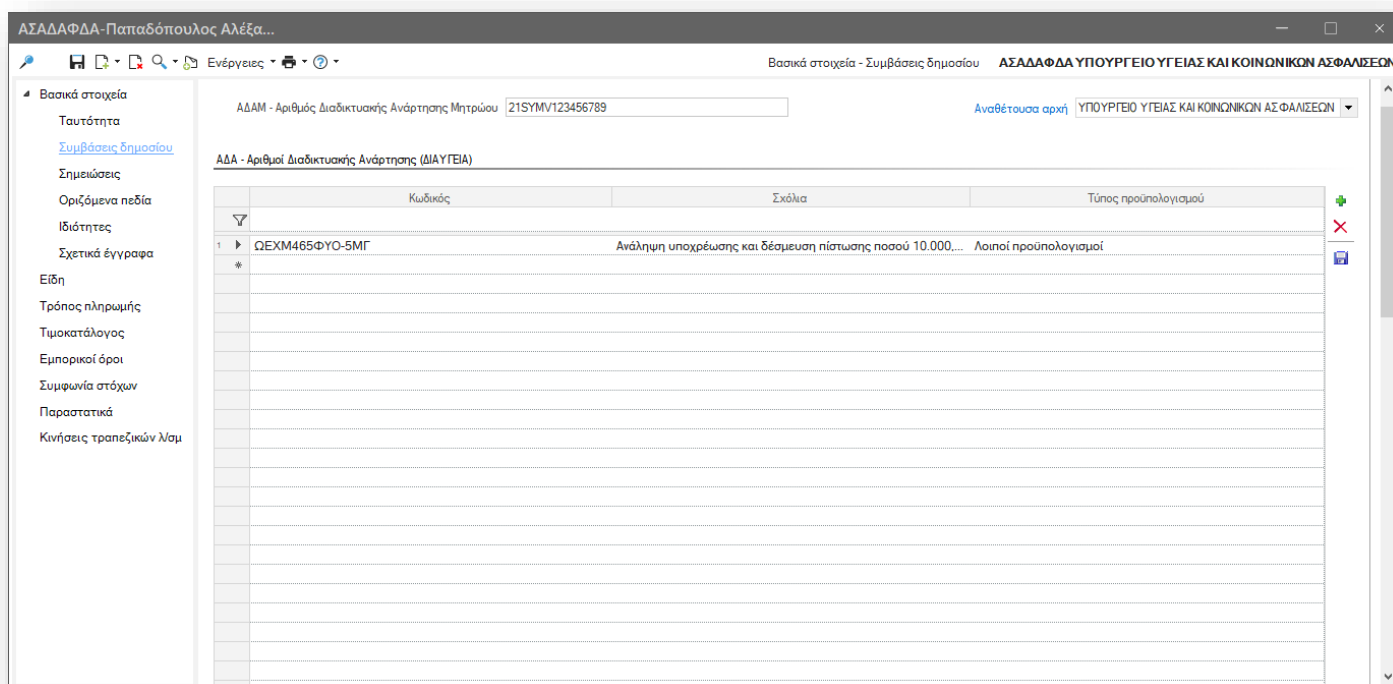 ΑΣΑΔΑΦΔΑ-Παπαδόπουλος Αλέξα...
Ενέργειες
Βασικά στοιχεία - Συμβάσεις δημοσίου ΑΣΑΔΑΦΔΑ ΥΠΟΥΡΓΕΙΟ ΥΓΕΙΑΣ ΚΑΙ ΚΟΙΝΩΝΙΚΩΝ ΑΣΦΑΛΙΣΕΩΝ
Βασικά στοιχεία
Ταυτότητα
Συμβάσεις δημοσίου
Σημειώσεις
Οριζόμενα πεδία
Ιδιότητες
Σχετικά έγγραφα
Είδη
Τρόπος πληρωμής
Τιμοκατάλογος
Εμπορικοί όροι
Συμφωνία στόχων
Παραστατικά
Κινήσεις τραπεζικών λ/σμ
ΑΔΑΜ - Αριθμός Διαδικτυακής Ανάρτησης Μητρώου 21SYMV123456789
Αναθέτουσα αρχή ΥΠΟΥΡΓΕΙΟ ΥΓΕΙΑΣ ΚΑΙ ΚΟΙΝΩΝΙΚΩΝ ΑΣΦΑΛΙΣΕΩΝ
ΑΔΑ - Αριθμοί Διαδικτυακής Ανάρτησης (ΔΙΑΥΓΕΙΑ)
Κωδικός Σχόλια Τύπος προϋπολογισμού
1 ΩΕΧΜ465ΦΥΟ-5ΜΓ Ανάληψη υποχρέωσης και δέσμευση πίστωσης ποσού 10.000,... Λοιποί προϋπολογισμοί